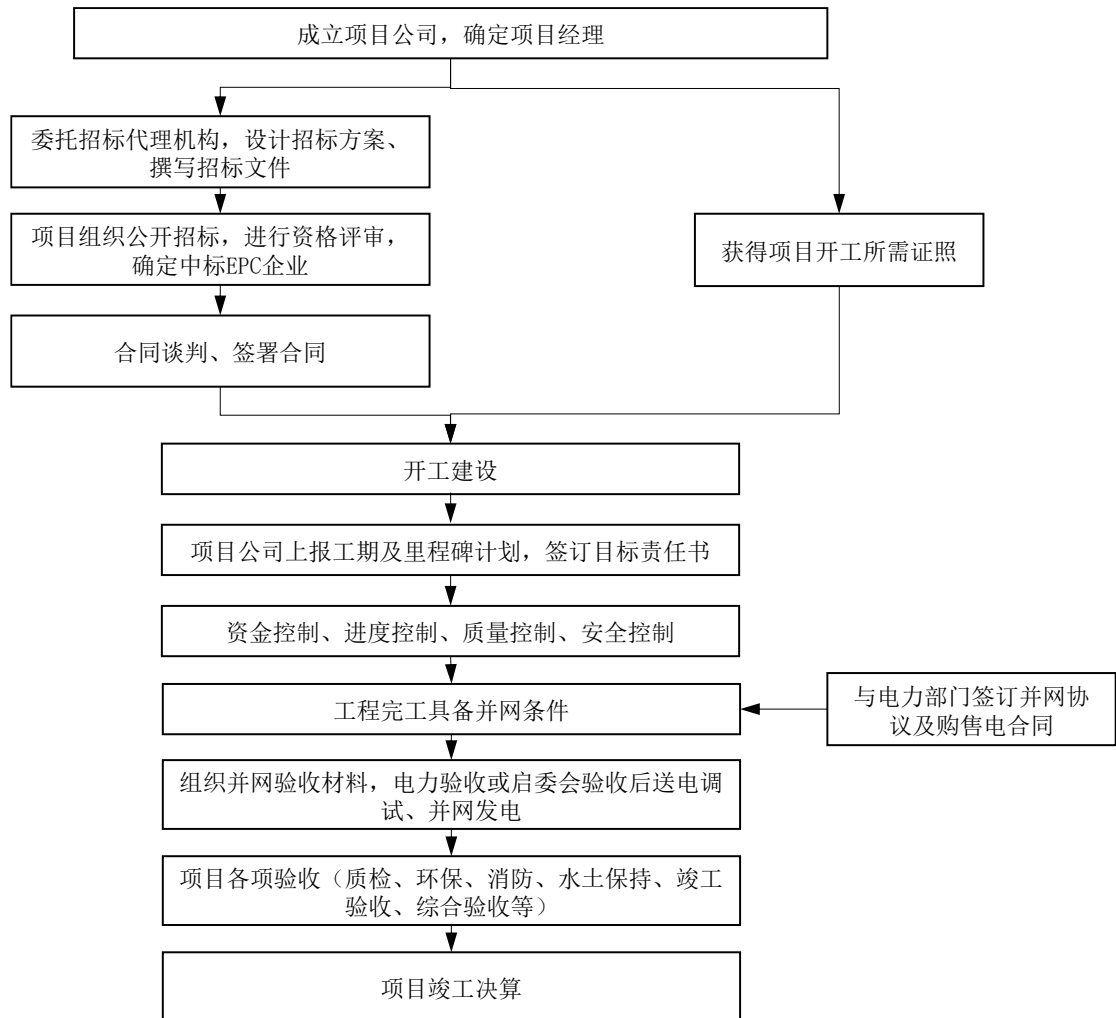 成立项目公司，确定项目经理
委托招标代理机构，设计招标方案、
撰写招标文件
项目组织公开招标，进行资格评审，
确定中标EPC企业
获得项目开工所需证照
合同谈判、签署合同
开工建设
项目公司上报工期及里程碑计划，签订目标责任书
资金控制、进度控制、质量控制、安全控制
工程完工具备并网条件
与电力部门签订并网协
议及购售电合同
组织并网验收材料，电力验收或启委会验收后送电调
试、并网发电
项目各项验收（质检、环保、消防、水土保持、竣工
验收、综合验收等）
项目竣工决算